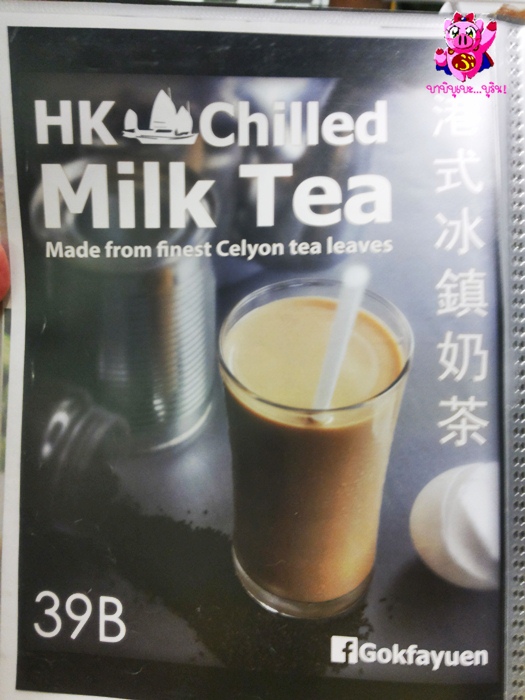 HK Chilled
Milk Tea
Made from finest Celyon tea leaves
港式冰鎮奶茶
39B
f Gokfayuen